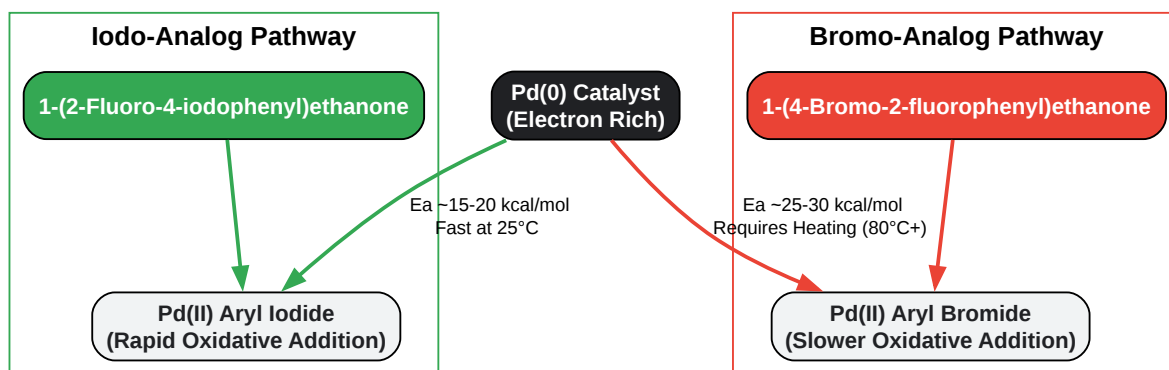 Iodo-Analog Pathway
Bromo-Analog Pathway
1-(2-Fluoro-4-iodophenyl)ethanone
Pd(0) Catalyst
(Electron Rich)
1-(4-Bromo-2-fluorophenyl)ethanone
Ea ~15-20 kcal/mol
Fast at 25°C
Ea ~25-30 kcal/mol
Requires Heating (80°C+)
Pd(II) Aryl Iodide
(Rapid Oxidative Addition)
Pd(II) Aryl Bromide
(Slower Oxidative Addition)